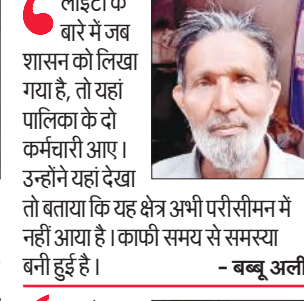 लाइटों के
बारे में जब
शासन को लिखा
गया है, तो यहां
पालिका के दो
कर्मचारी आए।
उन्होंने यहां देखा
तो बताया कि यह क्षेत्र अभी परीसीमन में
नहीं आया है। काफी समय से समस्या
बनी हुई है।
- बब्बू अली